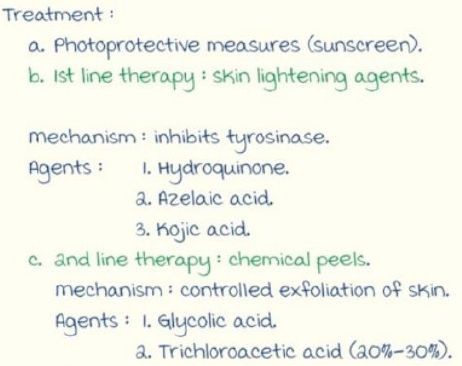 Treatment :
a. Photoprotective measures (sunscreen).
b. 1st line therapy : skin lightening agents.
mechanism : inhibits tyrosinase.
Agents : 1. Hydroquinone.
2. Azelaic acid.
3. Kojic acid.
c. 2nd line therapy : chemical peels.
mechanism : controlled exfoliation of skin.
Agents : 1. Glycolic acid.
2. Trichloroacetic acid (20%-30%).